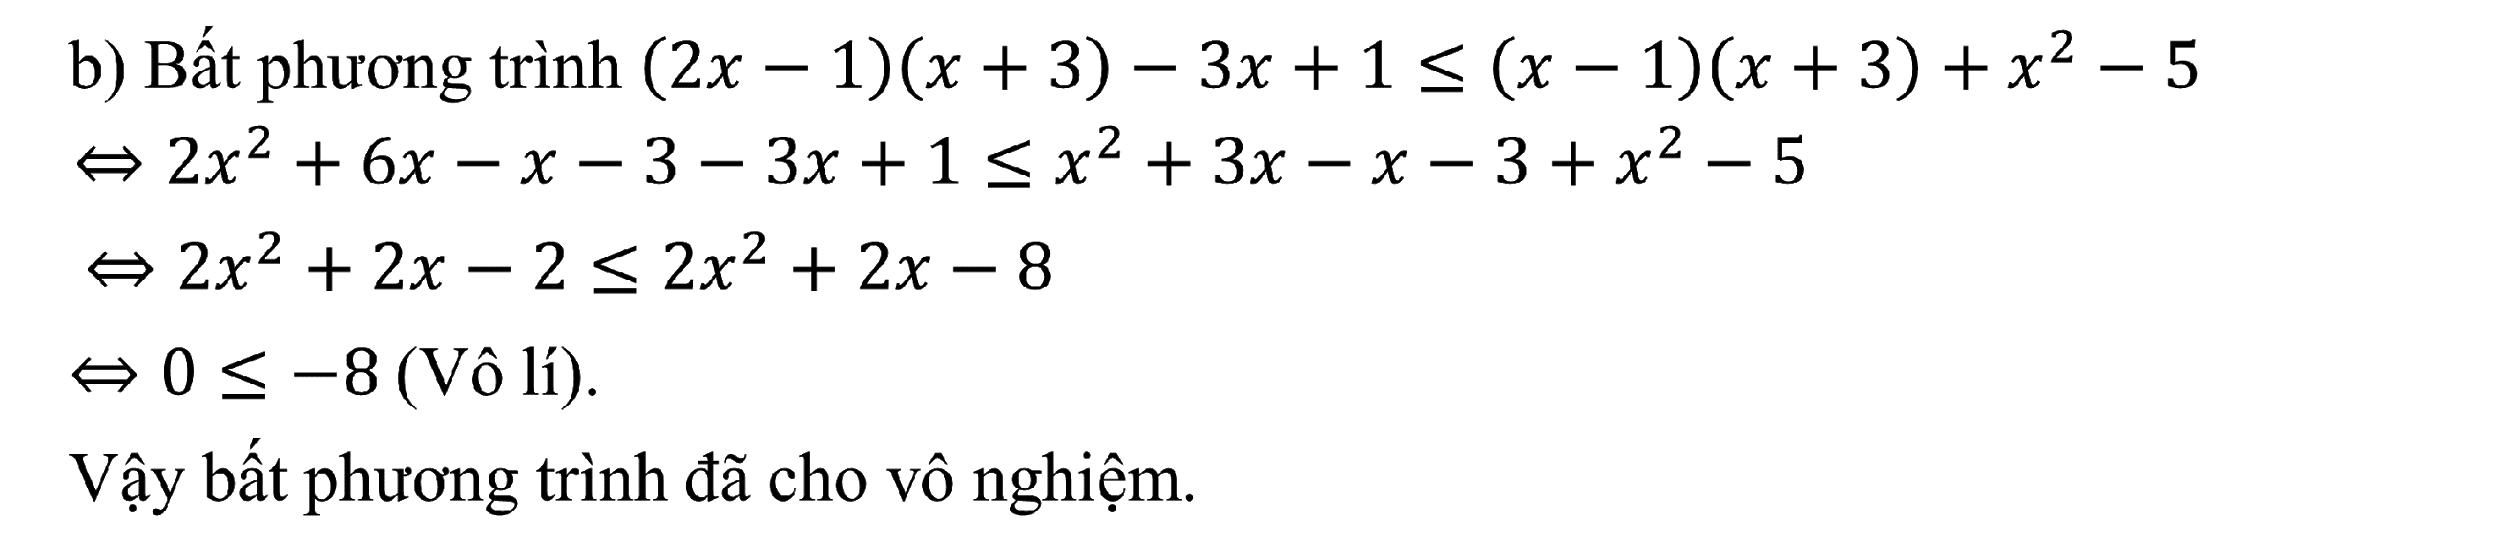 b) Bất phương trình (2x − 1)(x + 3) − 3x + 1 ≤ (x − 1)(x + 3) + x² − 5
⇔ 2x² + 6x − x − 3 − 3x + 1 ≤ x² + 3x − x − 3 + x² − 5
⇔ 2x² + 2x − 2 ≤ 2x² + 2x − 8
⇔ 0 ≤ −8 (Vô lí).
Vậy bất phương trình đã cho vô nghiệm.